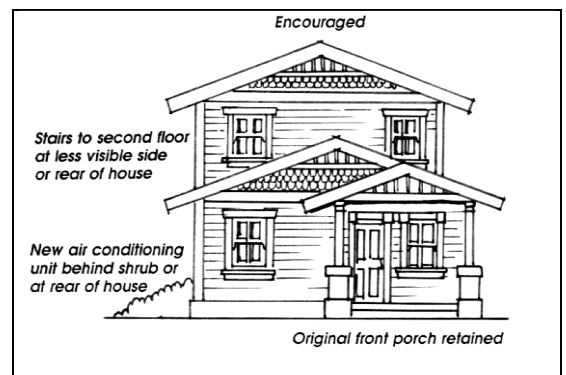 Encouraged
Stairs to second floor
at less visible side
or rear of house
New air conditioning
unit behind shrub or
at rear of house
Original front porch retained